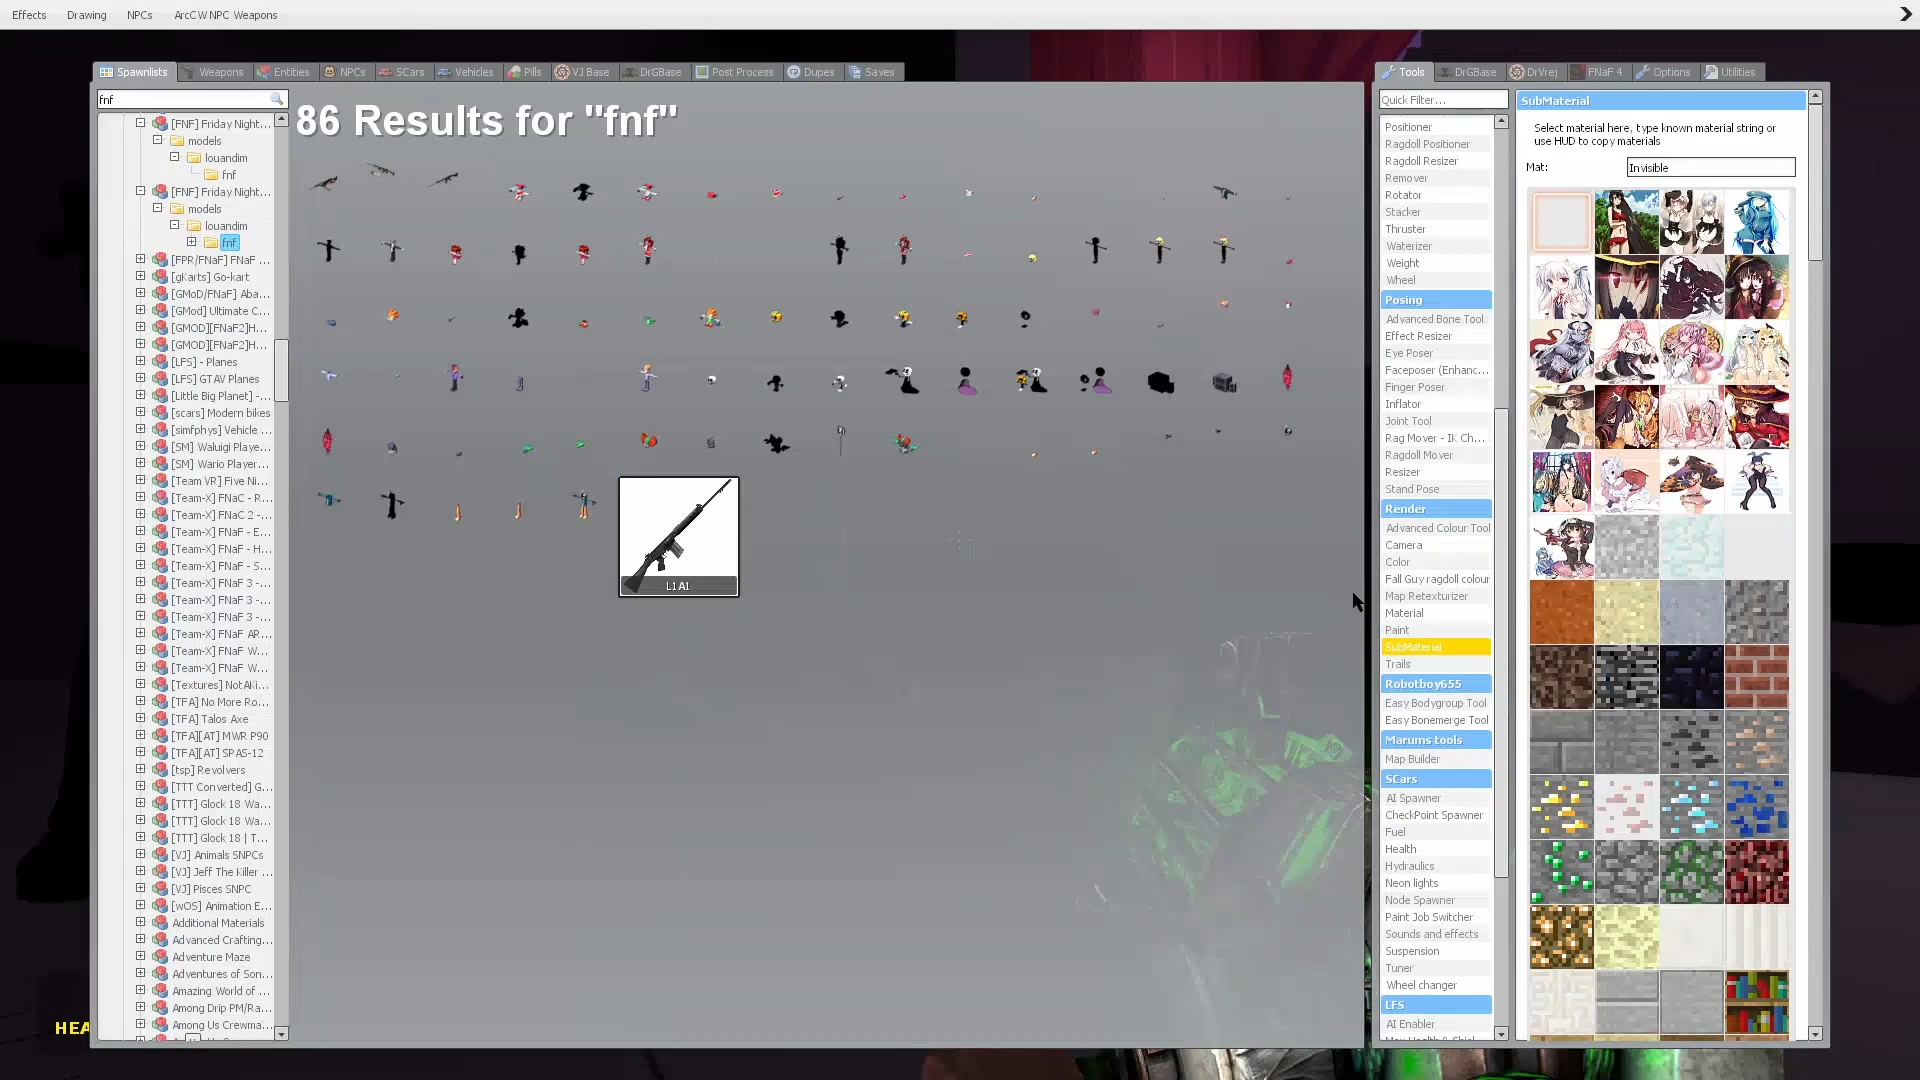 Effects Drawing NPCs ArcCW NPC Weapons
Spawnlists Weapons Entities NPCs SCars Vehicles Pills VJ Base DrGBase Post Process Dupes Saves
fnf
86 Results for "fnf"
[FNF] Friday Night...
models
louandim
fnf
[FNF] Friday Night...
models
louandim
fnf
[FPR/FNaF] FNaF ...
[gKarts] Go-kart
[GMoD/FNaF] Aba...
[GMod] Ultimate C...
[GMOD][FNaF2]H...
[GMOD][FNaF2]H...
[LFS] - Planes
[LFS] GTAV Planes
[Little Big Planet] -...
[scars] Modern bikes
[simfphys] Vehicle ...
[SM] Waluigi Playe...
[SM] Wario Player...
[Team VR] Five Ni...
[Team-X] FNaC - R...
[Team-X] FNaC 2 -...
[Team-X] FNaF - E...
[Team-X] FNaF - H...
[Team-X] FNaF - S...
[Team-X] FNaF 3 -...
[Team-X] FNaF 3 -...
[Team-X] FNaF 3 -...
[Team-X] FNaF AR...
[Team-X] FNaF W...
[Team-X] FNaF W...
[Textures] NotAKi...
[TFA] No More Ro...
[TFA] Talos Axe
[TFA][AT] MWR P90
[TFA][AT] SPAS-12
[tsp] Revolvers
[TTT Converted] G...
[TTT] Glock 18 Wa...
[TTT] Glock 18 Wa...
[TTT] Glock 18 | T...
[VJ] Animals SNPCs
[VJ] Jeff The Killer ...
[VJ] Pisces SNPC
[wOS] Animation E...
Additional Materials
Advanced Crafting...
Adventure Maze
Adventures of Son...
Amazing World of ...
Among Drip PM/Ra...
Among Us Crewma...
L1A1
HEA
Tools DrGBase DrVrej FNaF 4 Options Utilities
Quick Filter...
Positioner
Ragdoll Positioner
Ragdoll Resizer
Remover
Rotator
Stacker
Thruster
Waterizer
Weight
Wheel
Posing
Advanced Bone Tool
Effect Resizer
Eye Poser
Faceposer (Enhanc...
Finger Poser
Inflator
Joint Tool
Rag Mover - IK Ch...
Ragdoll Mover
Resizer
Stand Pose
Render
Advanced Colour Tool
Camera
Color
Fall Guy ragdoll colour
Map Retexturizer
Material
Paint
SubMaterial
Trails
Robotboy655
Easy Bodygroup Tool
Easy Bonemerge Tool
Marums tools
Map Builder
SCars
AI Spawner
CheckPoint Spawner
Fuel
Health
Hydraulics
Neon lights
Node Spawner
Paint Job Switcher
Sounds and effects
Suspension
Tuner
Wheel changer
LFS
AI Enabler
SubMaterial
Select material here, type known material string or
use HUD to copy materials
Mat: Invisible